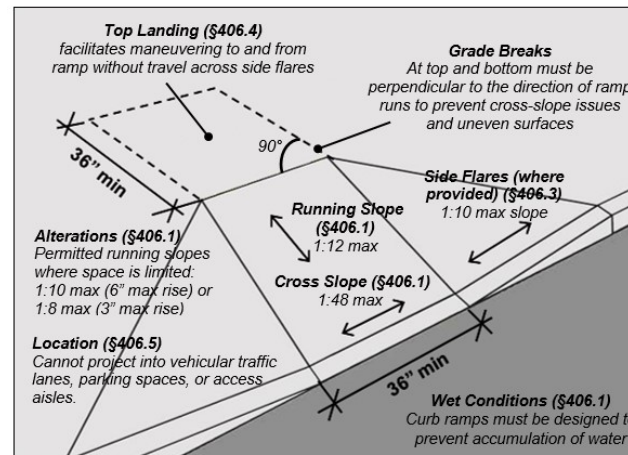 Top Landing (§406.4)
facilitates maneuvering to and from
ramp without travel across side flares
Grade Breaks
At top and bottom must be
perpendicular to the direction of ramp
runs to prevent cross-slope issues
and uneven surfaces
90°
36” min
Side Flares (where
provided) (§406.3)
1:10 max slope
Running Slope
(§406.1)
1:12 max
Alterations (§406.1)
Permitted running slopes
where space is limited:
1:10 max (6” max rise) or
1:8 max (3” max rise)
Cross Slope (§406.1)
1:48 max
Location (§406.5)
Cannot project into vehicular traffic
lanes, parking spaces, or access
aisles.
36” min
Wet Conditions (§406.1)
Curb ramps must be designed t
prevent accumulation of water